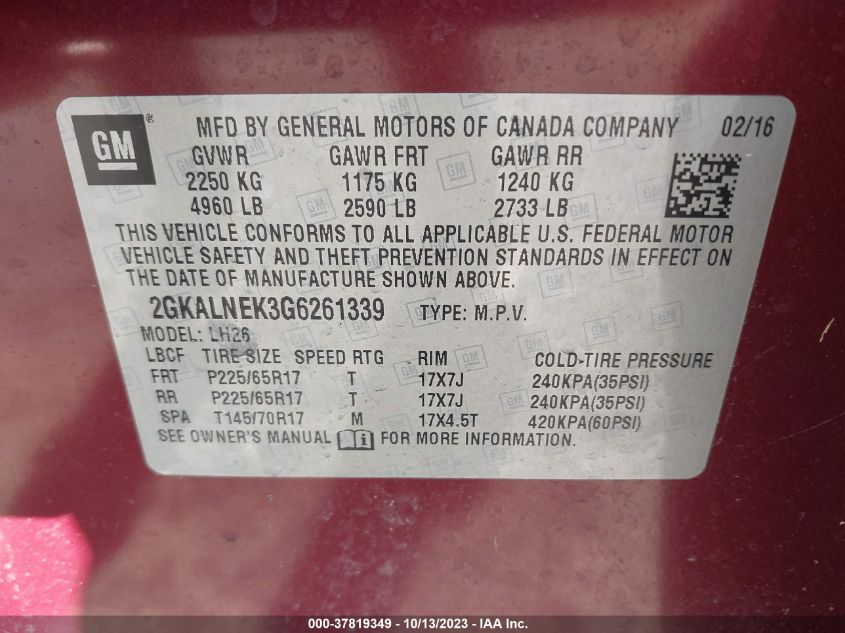 GM ® MFD BY GENERAL MOTORS OF CANADA COMPANY 02/16
GVWR GAWR FRT GAWR RR
2250 KG 1175 KG 1240 KG
4960 LB 2590 LB 2733 LB
THIS VEHICLE CONFORMS TO ALL APPLICABLE U.S. FEDERAL MOTOR
VEHICLE SAFETY AND THEFT PREVENTION STANDARDS IN EFFECT ON
THE DATE OF MANUFACTURE SHOWN ABOVE.
2GKALNEK3G6261339 TYPE: M.P.V.
MODEL: LH26
LBCF TIRE SIZE SPEED RTG RIM COLD-TIRE PRESSURE
FRT P225/65R17 T 17X7J 240KPA(35PSI)
RR P225/65R17 T 17X7J 240KPA(35PSI)
SPA T145/70R17 M 17X4.5T 420KPA(60PSI)
SEE OWNER'S MANUAL FOR MORE INFORMATION.
000-37819349 - 10/13/2023 - IAA Inc.